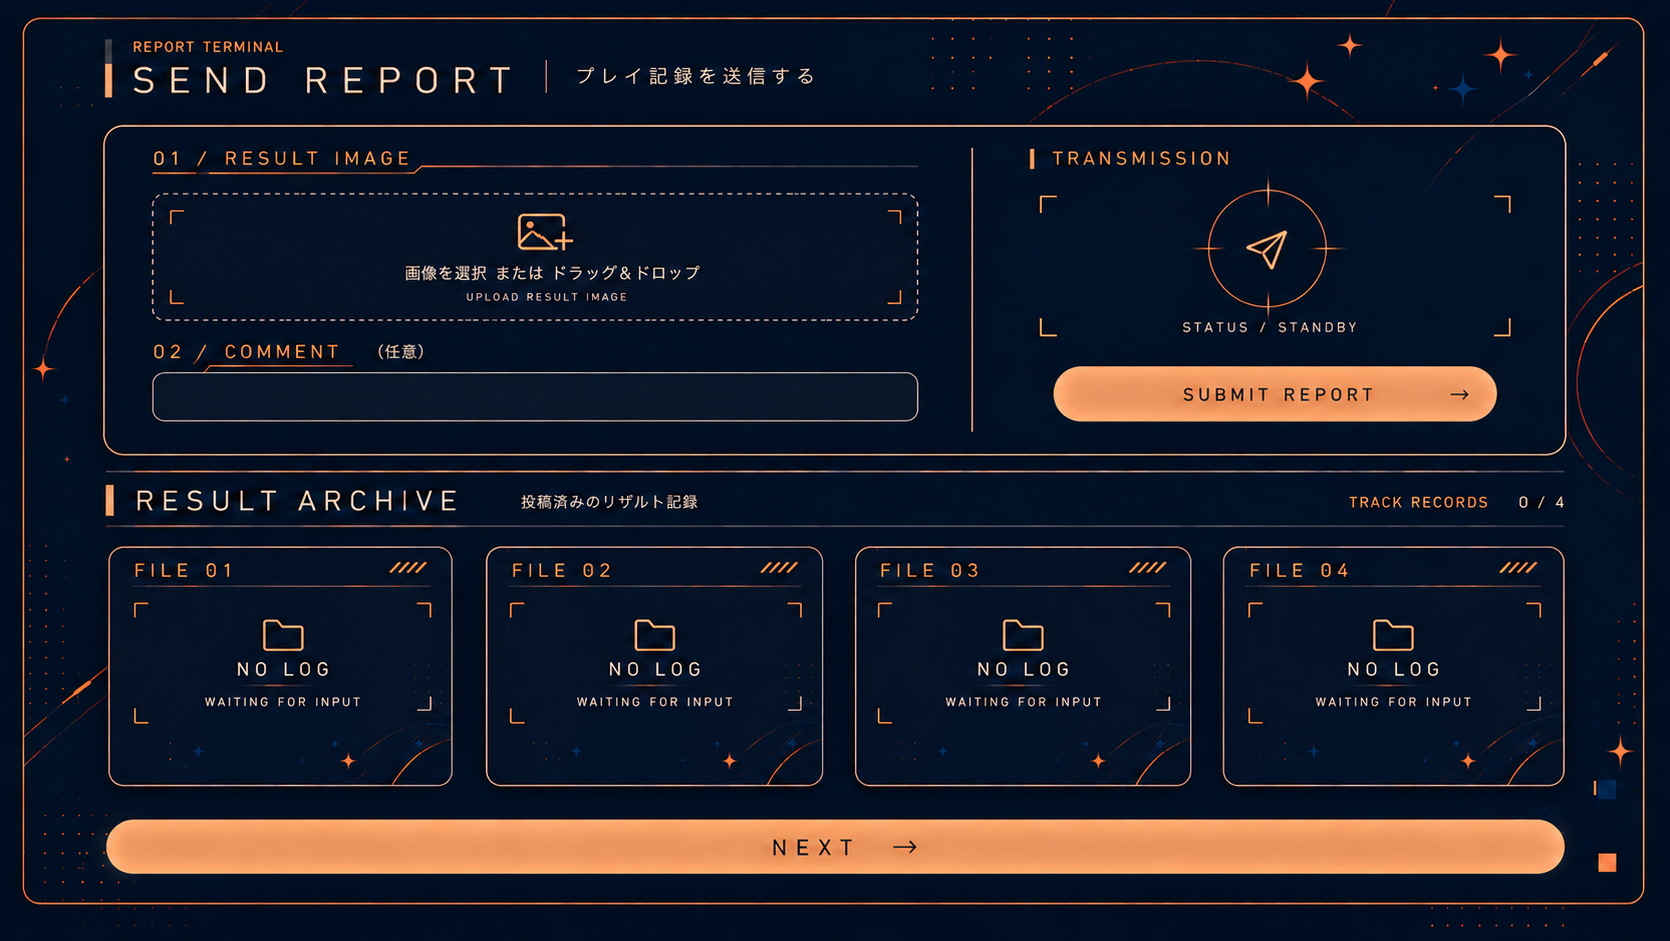 REPORT TERMINAL
SEND REPORT
プレイ記録を送信する
01 / RESULT IMAGE
画像を選択 または ドラッグ&ドロップ
UPLOAD RESULT IMAGE
02 / COMMENT (任意)
TRANSMISSION
STATUS / STANDBY
SUBMIT REPORT →
RESULT ARCHIVE
投稿済みのリザルト記録
TRACK RECORDS 0 / 4
FILE 01
NO LOG
WAITING FOR INPUT
FILE 02
NO LOG
WAITING FOR INPUT
FILE 03
NO LOG
WAITING FOR INPUT
FILE 04
NO LOG
WAITING FOR INPUT
NEXT →